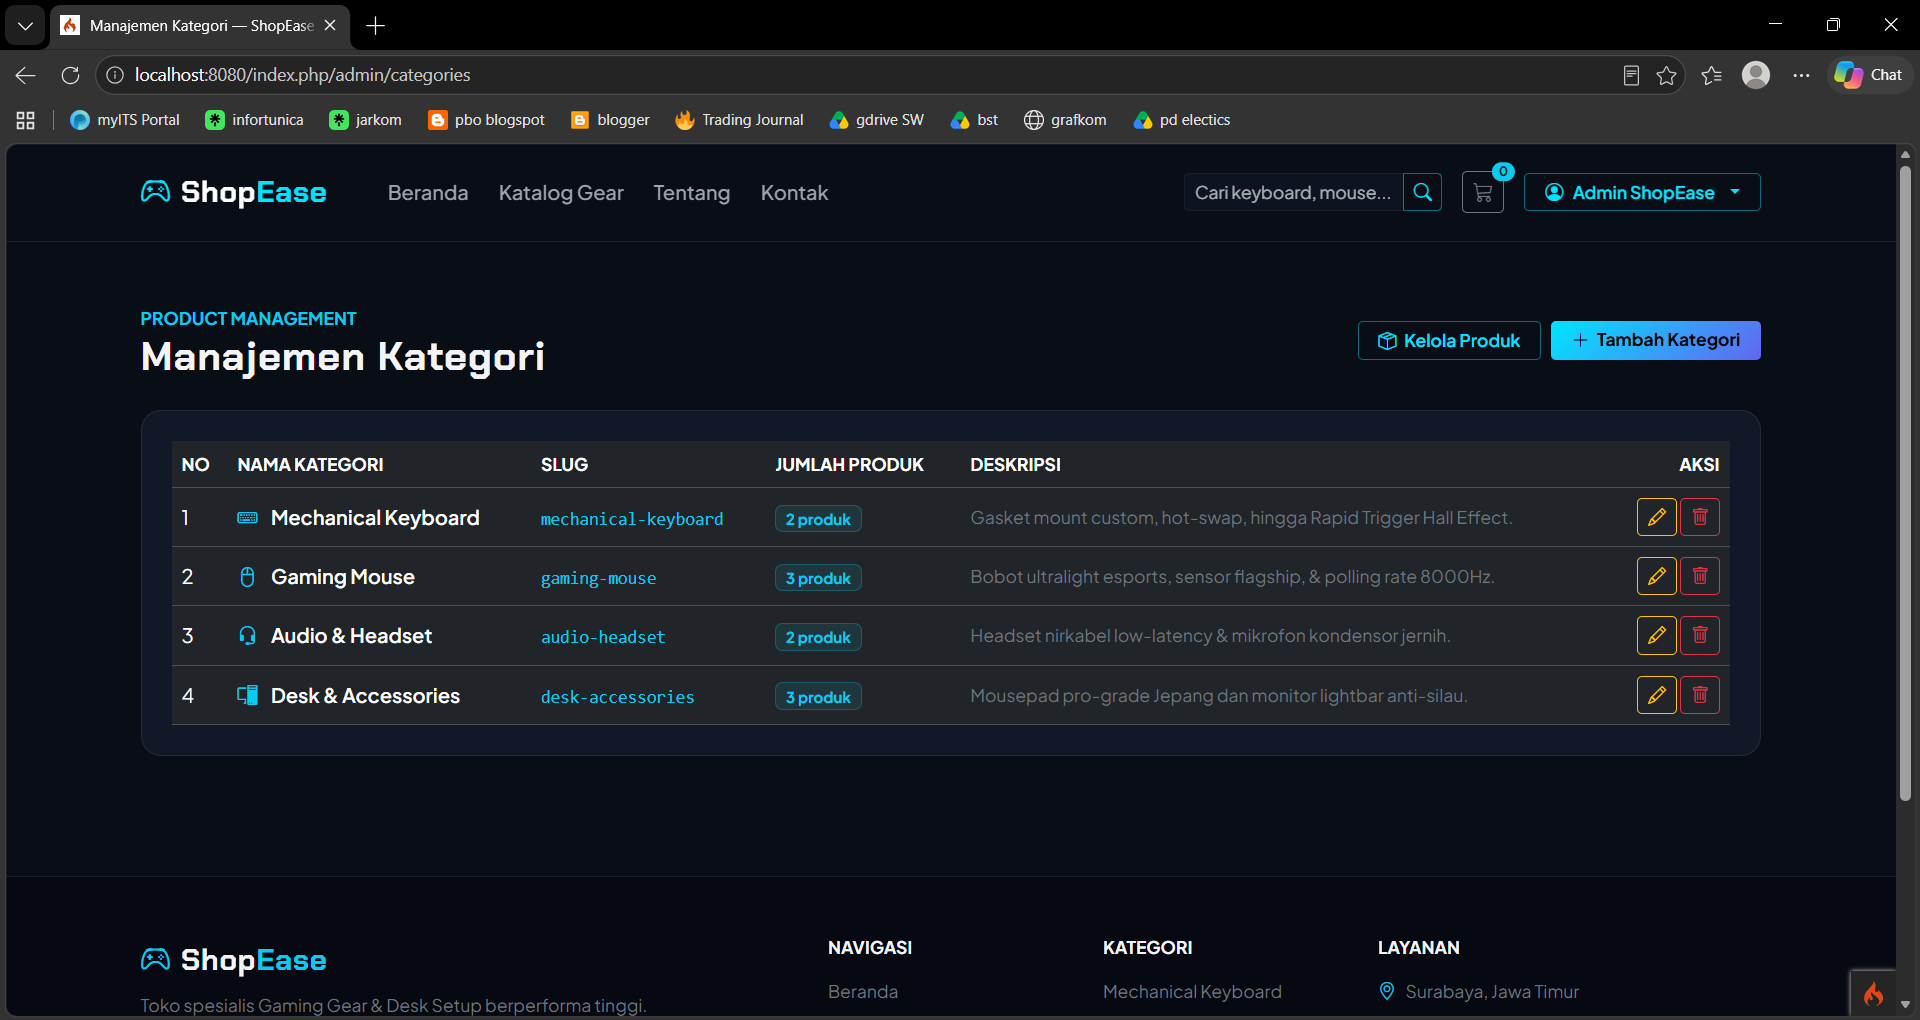 Manajemen Kategori — ShopEase
localhost:8080/index.php/admin/categories
Chat
myITS Portal
infortunica
jarkom
pbo blogspot
blogger
Trading Journal
gdrive SW
bst
grafkom
pd electics
ShopEase
Beranda
Katalog Gear
Tentang
Kontak
Cari keyboard, mouse...
0
Admin ShopEase
PRODUCT MANAGEMENT
Manajemen Kategori
Kelola Produk
+ Tambah Kategori
NO NAMA KATEGORI SLUG JUMLAH PRODUK DESKRIPSI AKSI
1 Mechanical Keyboard mechanical-keyboard 2 produk Gasket mount custom, hot-swap, hingga Rapid Trigger Hall Effect.
2 Gaming Mouse gaming-mouse 3 produk Bobot ultralight esports, sensor flagship, & polling rate 8000Hz.
3 Audio & Headset audio-headset 2 produk Headset nirkabel low-latency & mikrofon kondensor jernih.
4 Desk & Accessories desk-accessories 3 produk Mousepad pro-grade Jepang dan monitor lightbar anti-silau.
ShopEase
Toko spesialis Gaming Gear & Desk Setup berperforma tinggi.
NAVIGASI
Beranda
KATEGORI
Mechanical Keyboard
LAYANAN
Surabaya, Jawa Timur